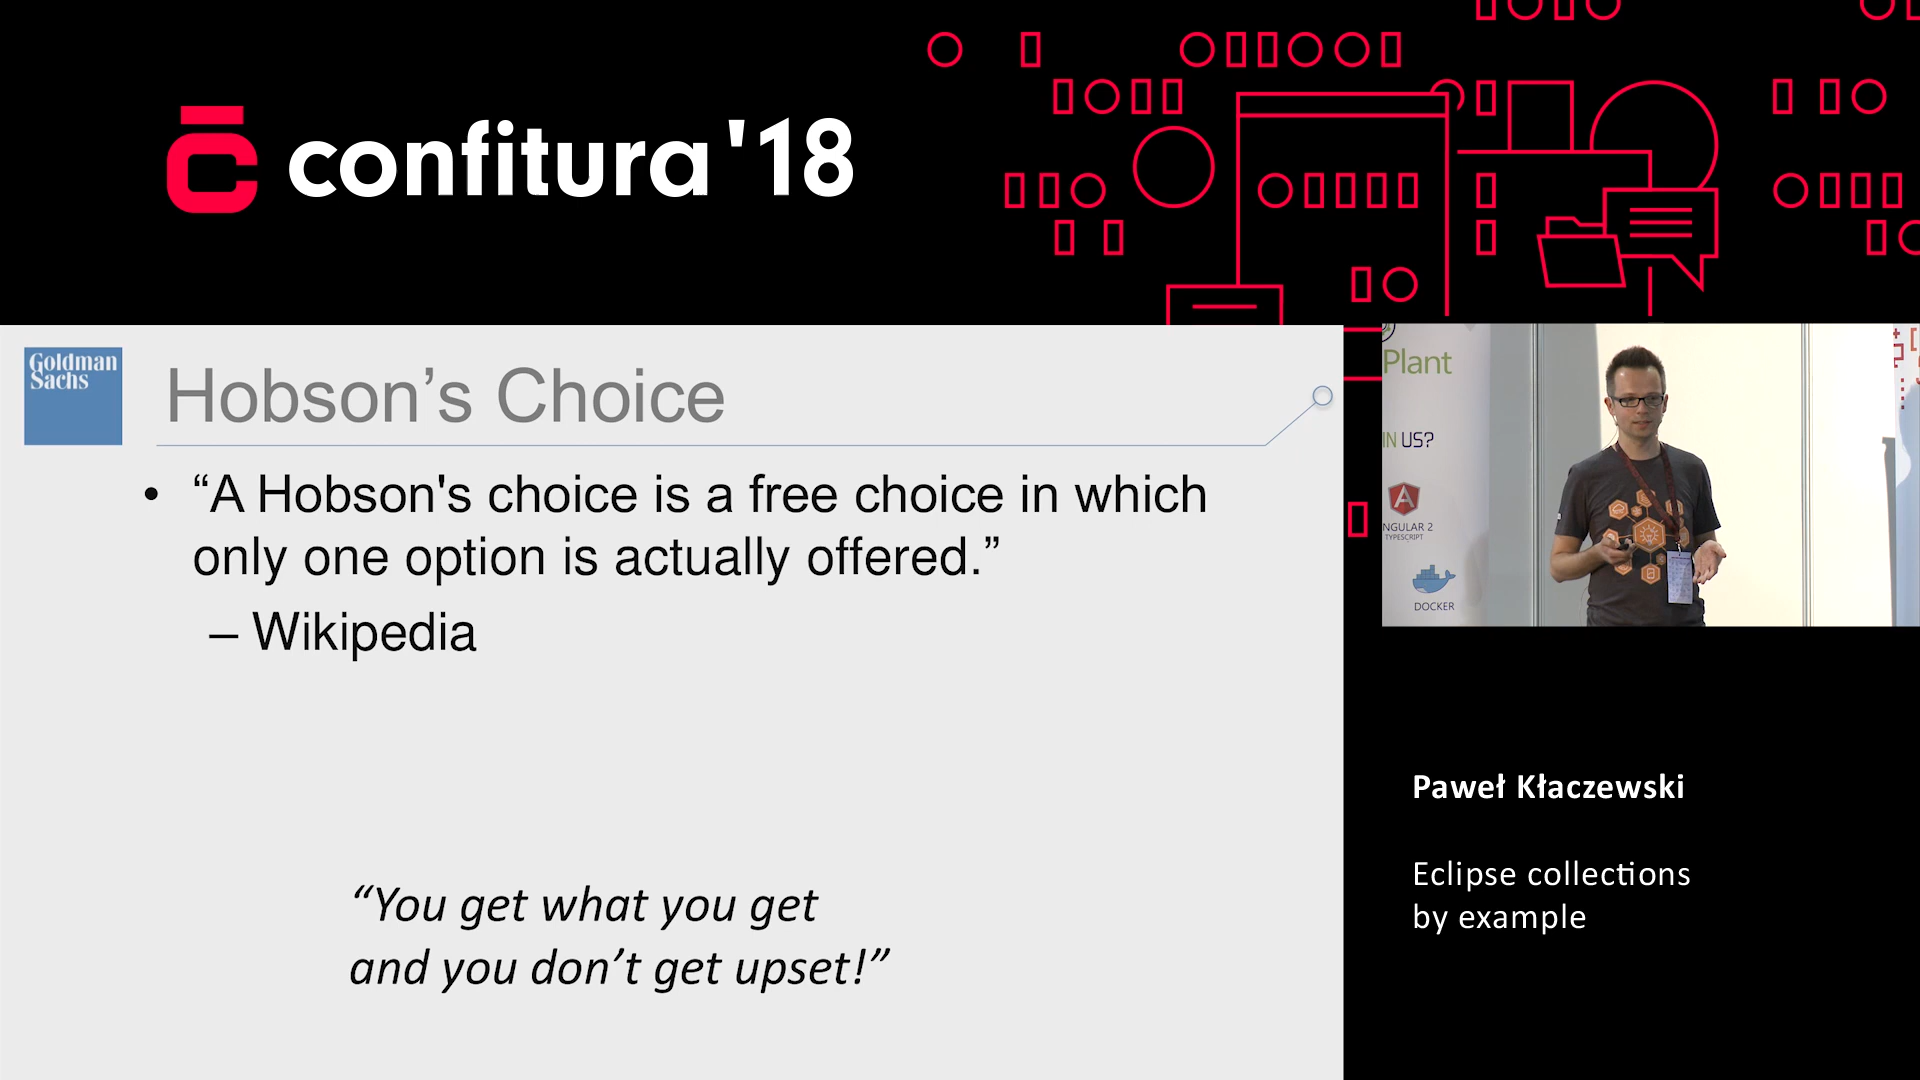 confitura '18
Goldman
Sachs
Hobson’s Choice
• “A Hobson's choice is a free choice in which
only one option is actually offered.”
– Wikipedia
“You get what you get
and you don’t get upset!”
Plant
IN US?
NGULAR 2
TYPESCRIPT
DOCKER
Paweł Kłaczewski
Eclipse collections
by example